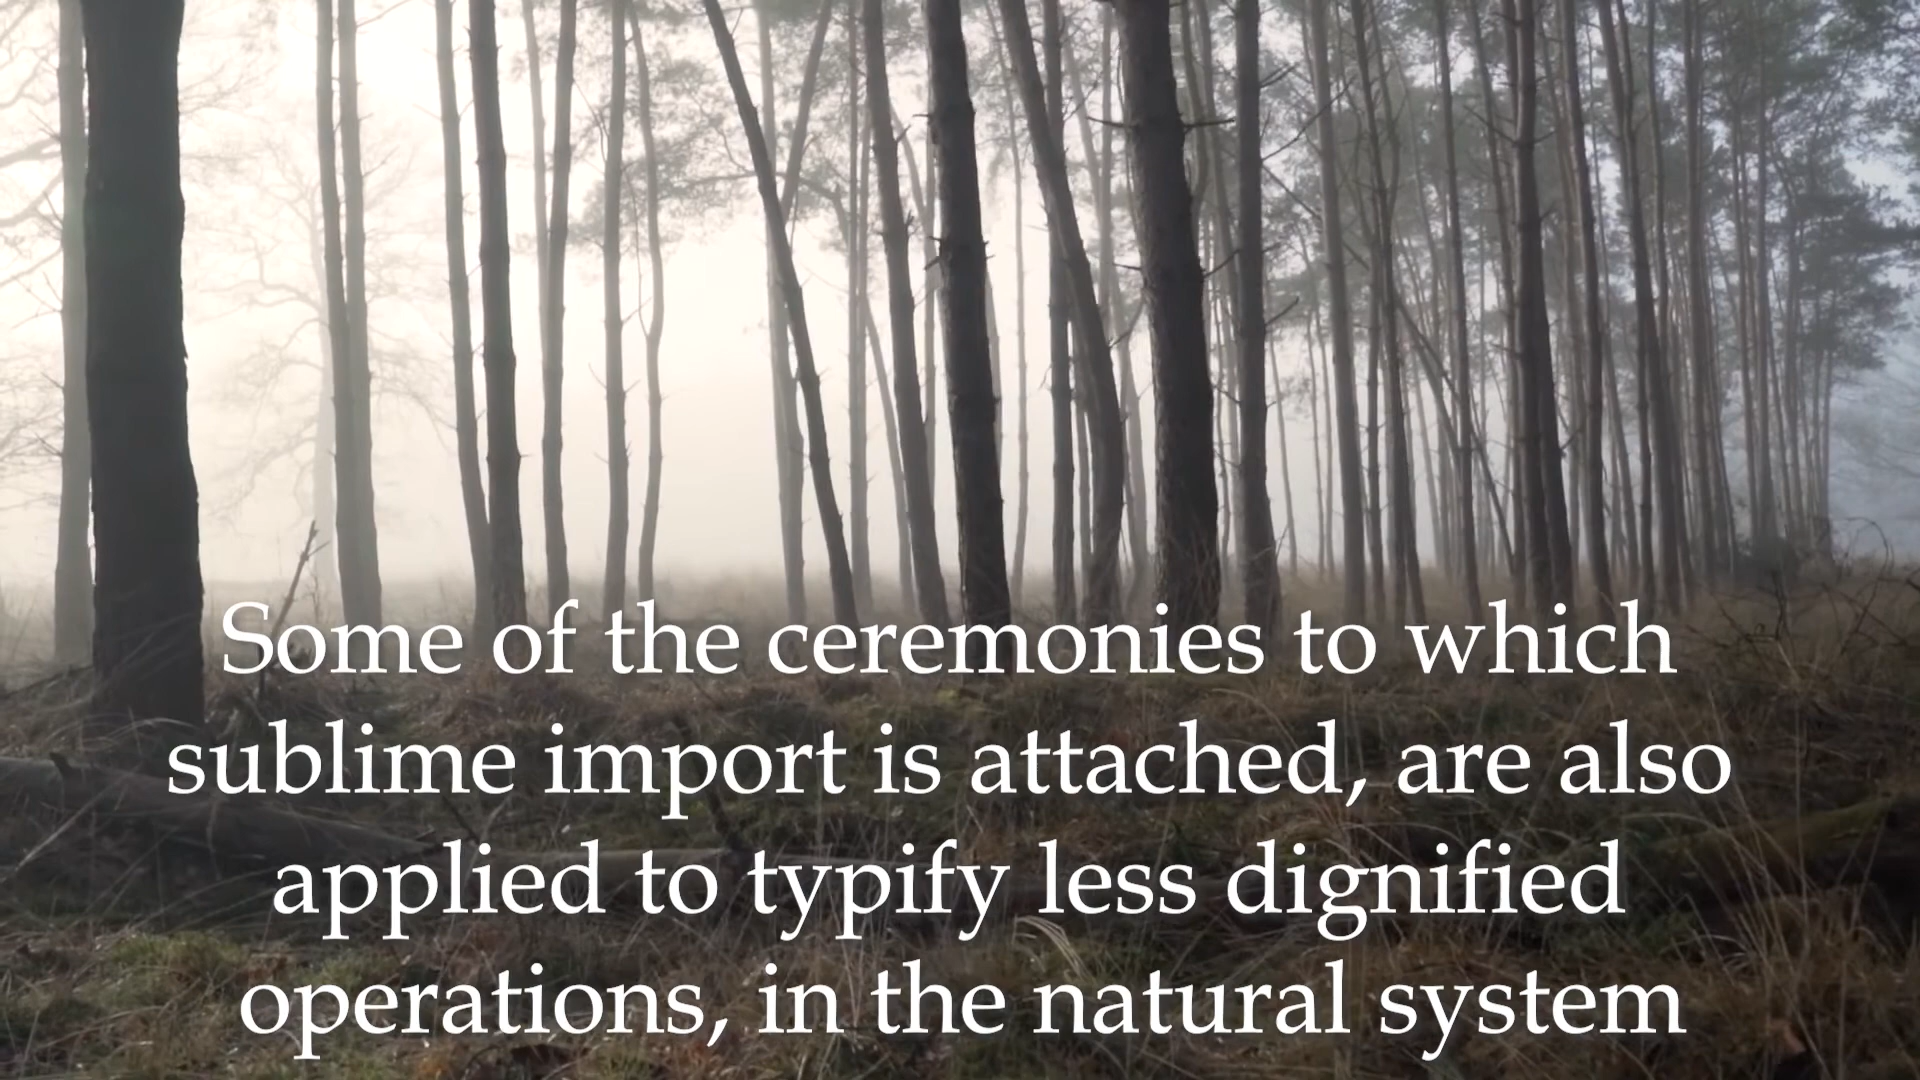 Some of the ceremonies to which
sublime import is attached, are also
applied to typify less dignified
operations, in the natural system